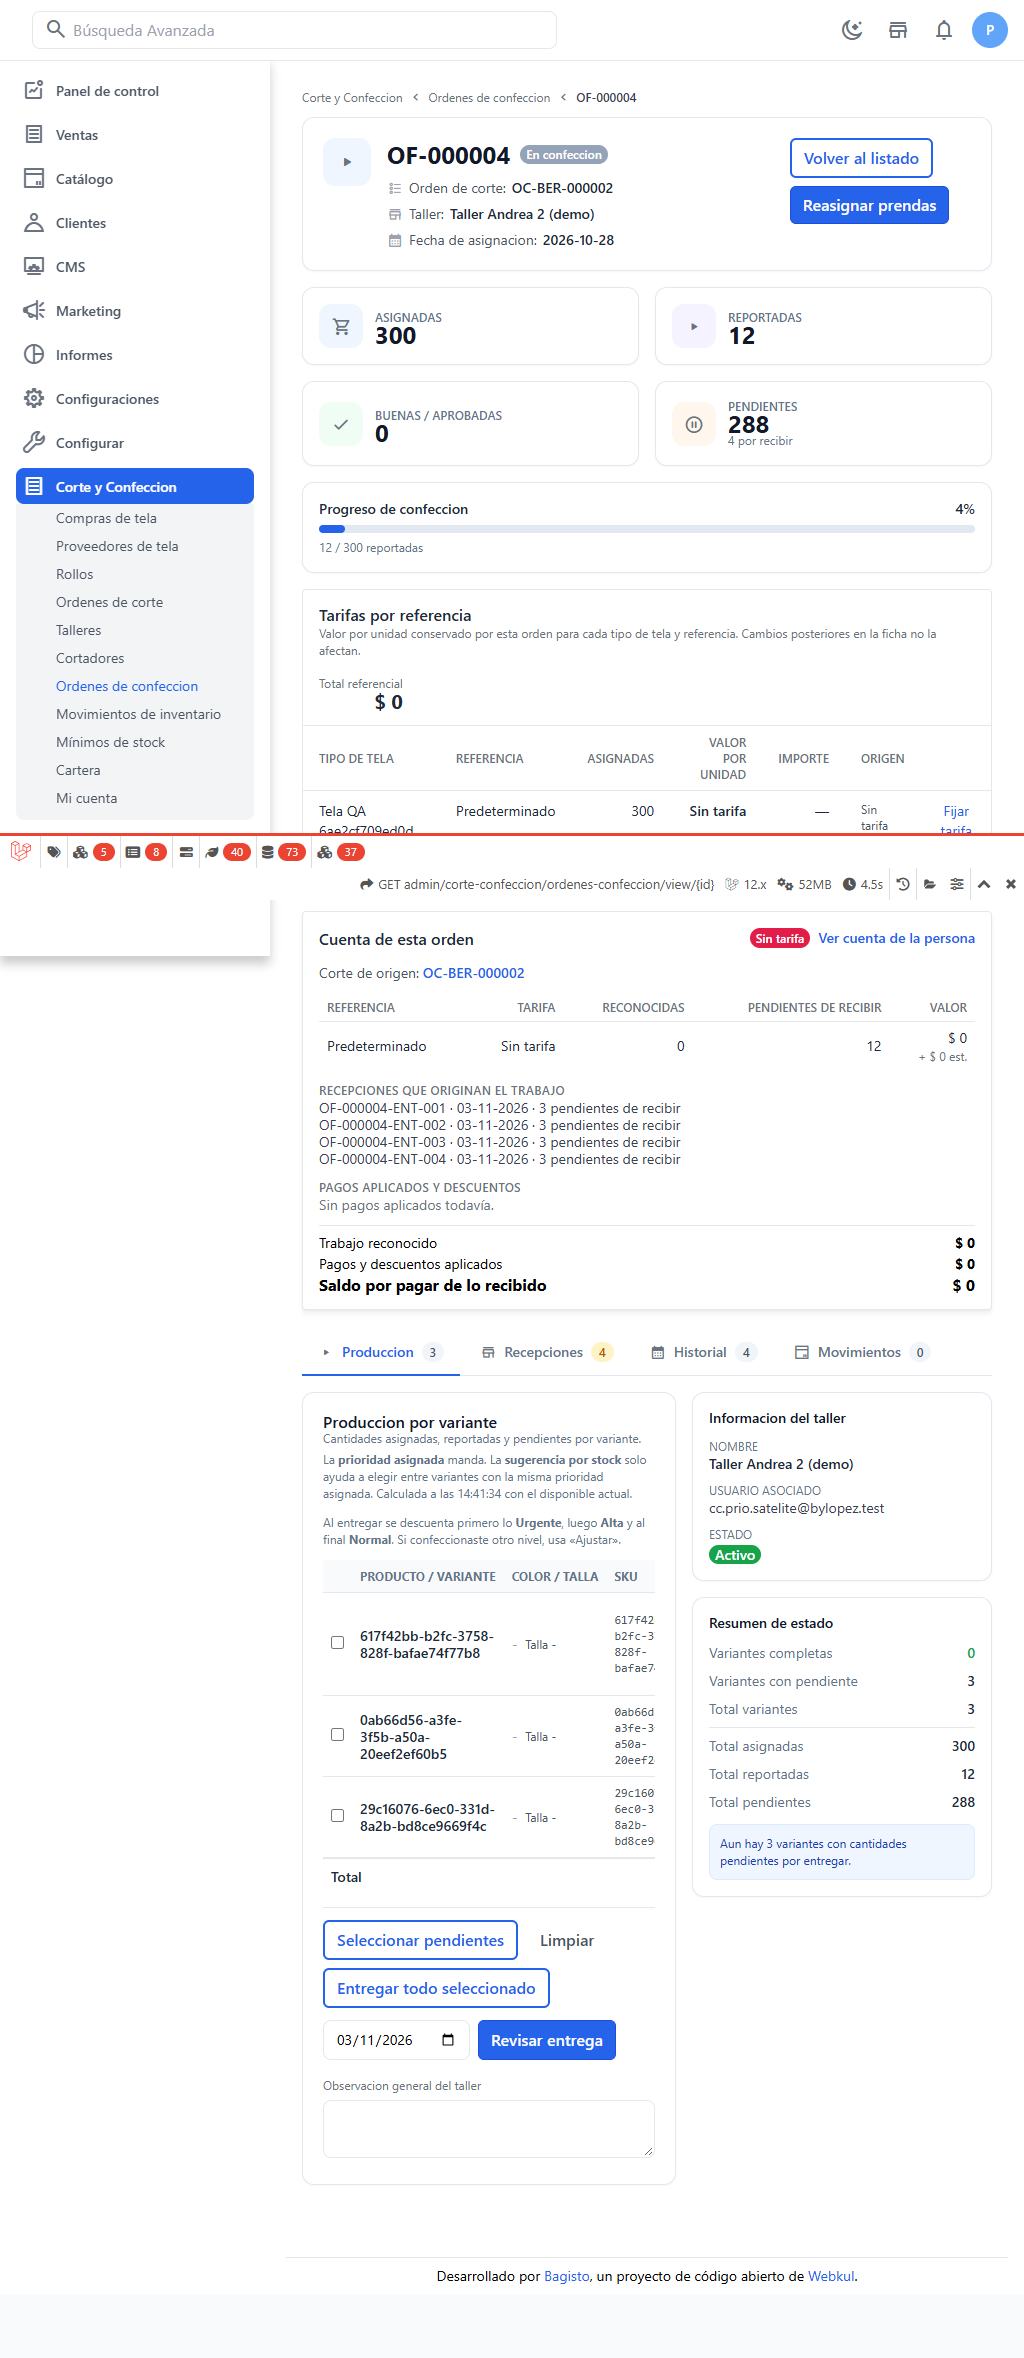 Búsqueda Avanzada
P
Panel de control
Ventas
Catálogo
Clientes
CMS
Marketing
Informes
Configuraciones
Configurar
Corte y Confeccion
Compras de tela
Proveedores de tela
Rollos
Ordenes de corte
Talleres
Cortadores
Ordenes de confeccion
Movimientos de inventario
Mínimos de stock
Cartera
Mi cuenta
Corte y Confeccion
Ordenes de confeccion
OF-000004
OF-000004 En confeccion
Orden de corte: OC-BER-000002
Taller: Taller Andrea 2 (demo)
Fecha de asignacion: 2026-10-28
Volver al listado
Reasignar prendas
ASIGNADAS
300
REPORTADAS
12
BUENAS / APROBADAS
0
PENDIENTES
288
4 por recibir
Progreso de confeccion 4%
12 / 300 reportadas
Tarifas por referencia
Valor por unidad conservado por esta orden para cada tipo de tela y referencia. Cambios posteriores en la ficha no la
afectan.
Total referencial
$ 0
TIPO DE TELA REFERENCIA ASIGNADAS VALOR POR UNIDAD IMPORTE ORIGEN
Tela QA Predeterminado 300 Sin tarifa — Sin tarifa Fijar tarifa
6ae2cf709ed0d
5 8 40 73 37
GET admin/corte-confeccion/ordenes-confeccion/view/{id} 12.x 52MB 4.5s
Cuenta de esta orden Sin tarifa Ver cuenta de la persona
Corte de origen: OC-BER-000002
REFERENCIA TARIFA RECONOCIDAS PENDIENTES DE RECIBIR VALOR
Predeterminado Sin tarifa 0 12 $ 0
+ $ 0 est.
RECEPCIONES QUE ORIGINAN EL TRABAJO
OF-000004-ENT-001 · 03-11-2026 · 3 pendientes de recibir
OF-000004-ENT-002 · 03-11-2026 · 3 pendientes de recibir
OF-000004-ENT-003 · 03-11-2026 · 3 pendientes de recibir
OF-000004-ENT-004 · 03-11-2026 · 3 pendientes de recibir
PAGOS APLICADOS Y DESCUENTOS
Sin pagos aplicados todavía.
Trabajo reconocido $ 0
Pagos y descuentos aplicados $ 0
Saldo por pagar de lo recibido $ 0
Produccion 3 Recepciones 4 Historial 4 Movimientos 0
Produccion por variante
Cantidades asignadas, reportadas y pendientes por variante.
La prioridad asignada manda. La sugerencia por stock solo
ayuda a elegir entre variantes con la misma prioridad
asignada. Calculada a las 14:41:34 con el disponible actual.
Al entregar se descuenta primero lo Urgente, luego Alta y al
final Normal. Si confeccionaste otro nivel, usa «Ajustar».
PRODUCTO / VARIANTE COLOR / TALLA SKU
617f42bb-b2fc-3758-
828f-bafae74f77b8
- Talla -
617f42
b2fc-3
828f-
bafae7
0ab66d56-a3fe-
3f5b-a50a-
20eef2ef60b5
- Talla -
0ab66d
a3fe-3
a50a-
20eef2
29c16076-6ec0-331d-
8a2b-bd8ce9669f4c
- Talla -
29c160
6ec0-3
8a2b-
bd8ce9
Total
Seleccionar pendientes Limpiar
Entregar todo seleccionado
03/11/2026 Revisar entrega
Observacion general del taller
Informacion del taller
NOMBRE
Taller Andrea 2 (demo)
USUARIO ASOCIADO
cc.prio.satelite@bylopez.test
ESTADO
Activo
Resumen de estado
Variantes completas 0
Variantes con pendiente 3
Total variantes 3
Total asignadas 300
Total reportadas 12
Total pendientes 288
Aun hay 3 variantes con cantidades
pendientes por entregar.
Desarrollado por Bagisto, un proyecto de código abierto de Webkul.